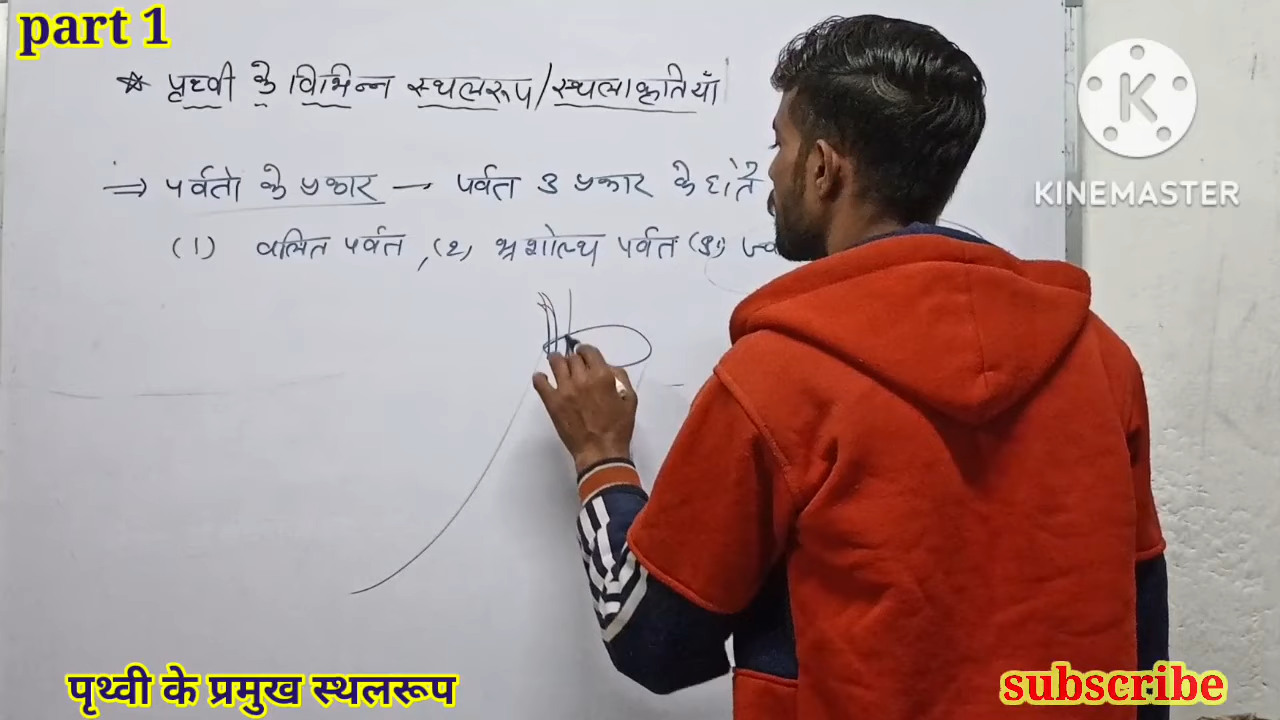 part 1
* पृथ्वी के विभिन्न स्थलरूप/स्थलाकृतियाँ
K
KINEMASTER
⇒ पर्वतो के प्रकार — पर्वत 3 प्रकार के होते
(1) वलित पर्वत, (2) भ्रशोत्थ पर्वत (3)
पृथ्वी के प्रमुख स्थलरूप
subscribe